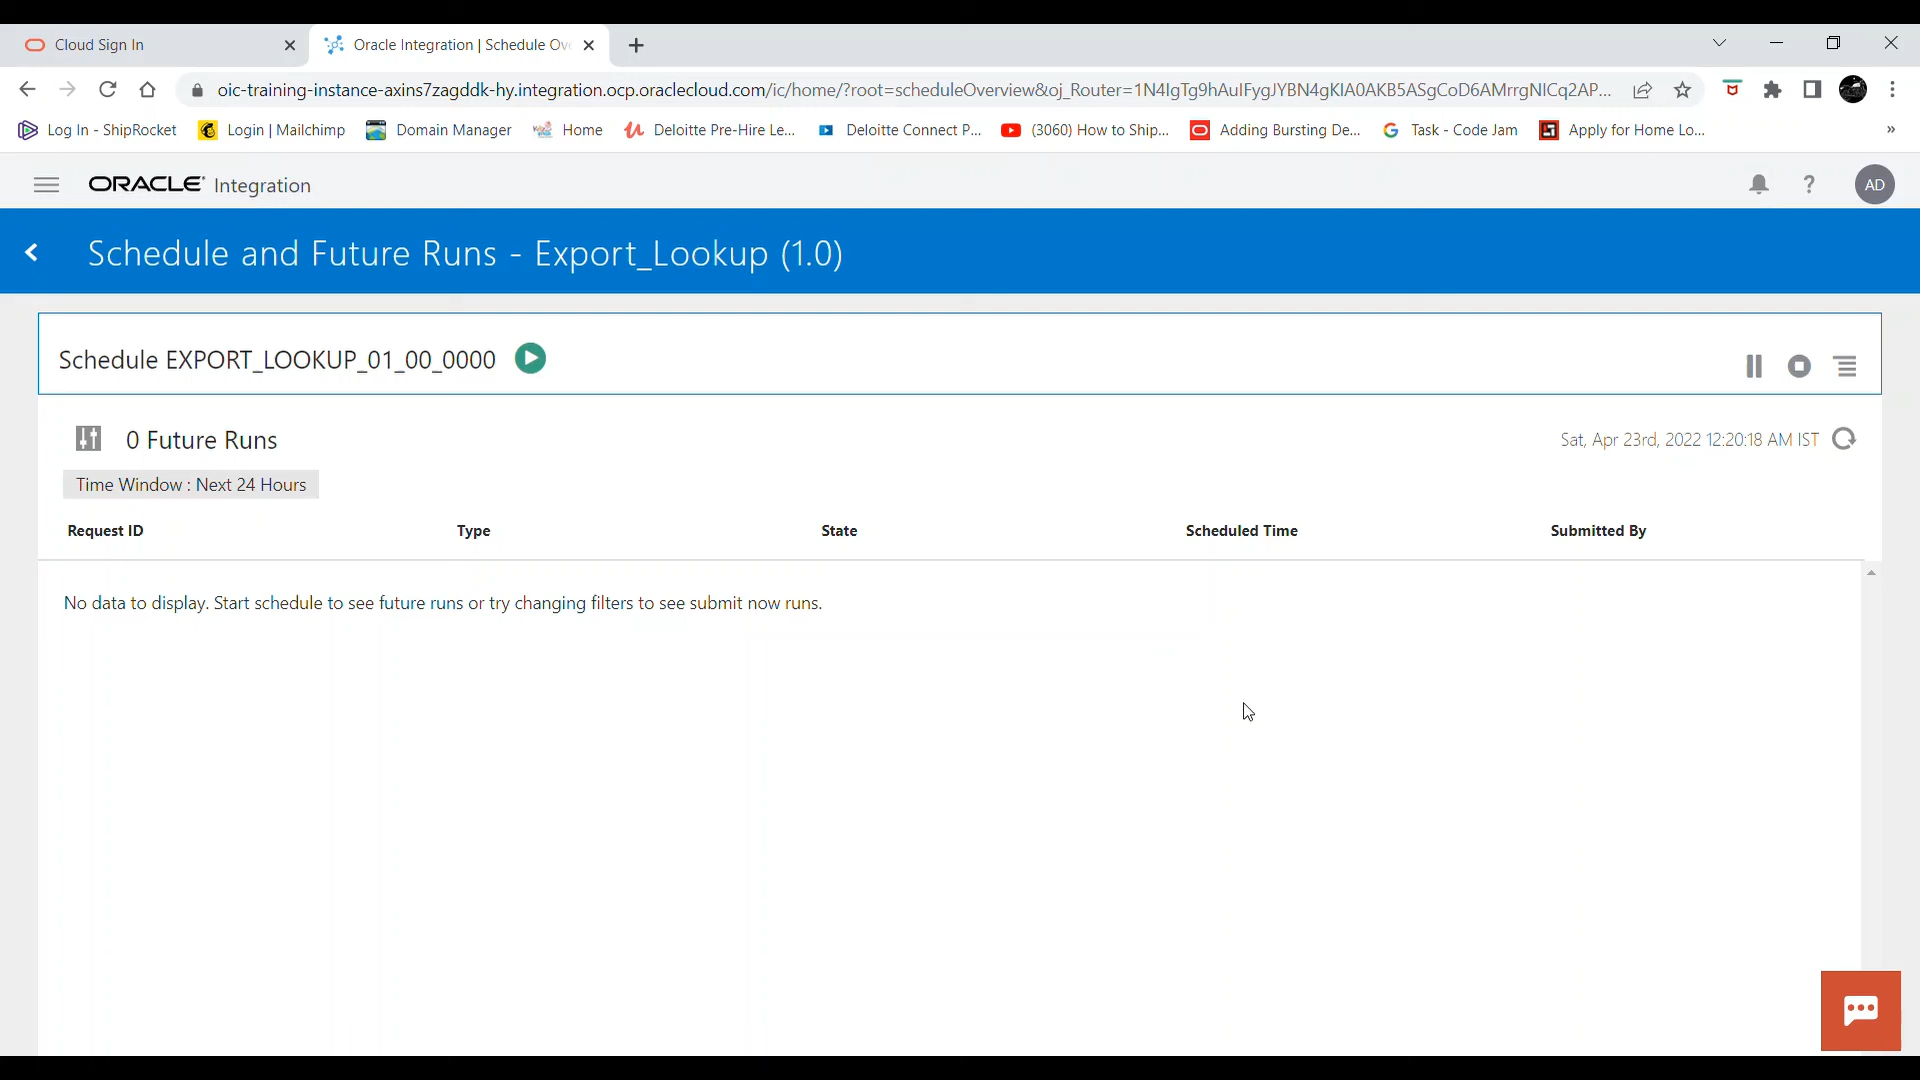 Cloud Sign In
Oracle Integration | Schedule Ov
oic-training-instance-axins7zagddk-hy.integration.ocp.oraclecloud.com/ic/home/?root=scheduleOverview&oj_Router=1N4IgTg9hAuIFygJYBN4gKIA0AKB5ASgCoD6AMrrgNICq2AP...
Log In - ShipRocket
Login | Mailchimp
Domain Manager
Home
Deloitte Pre-Hire Le...
Deloitte Connect P...
(3060) How to Ship...
Adding Bursting De...
Task - Code Jam
Apply for Home Lo...
»
ORACLE Integration
?
AD
Schedule and Future Runs - Export_Lookup (1.0)
Schedule EXPORT_LOOKUP_01_00_0000
0 Future Runs
Sat, Apr 23rd, 2022 12:20:18 AM IST
Time Window : Next 24 Hours
Request ID Type State Scheduled Time Submitted By
No data to display. Start schedule to see future runs or try changing filters to see submit now runs.